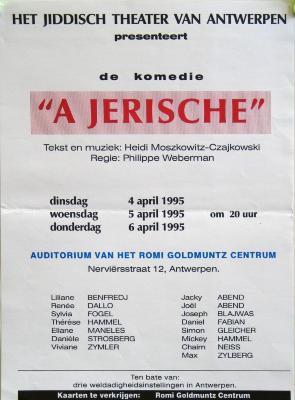 HET JIDDISCH THEATER VAN ANTWERPEN
presenteert
de komedie
"A JERISCHE"
Tekst en muziek: Heidi Moszkowitz-Czajkowski
Regie: Philippe Weberman
dinsdag 4 april 1995
woensdag 5 april 1995 om 20 uur
donderdag 6 april 1995
AUDITORIUM VAN HET ROMI GOLDMUNTZ CENTRUM
Nerviërsstraat 12, Antwerpen.
Liliane BENFREDJ
Renée DALLO
Sylvia FOGEL
Thérèse HAMMEL
Eliane MANELES
Danièle STROSBERG
Viviane ZYMLER
Jacky ABEND
Joël ABEND
Joseph BLAJWAS
Daniel FABIAN
Simon GLEICHER
Mickey HAMMEL
Chaim NEISS
Max ZYLBERG
Ten bate van:
drie weldadigheidsinstellingen in Antwerpen.
Kaarten te verkrijgen: Romi Goldmuntz Centrum